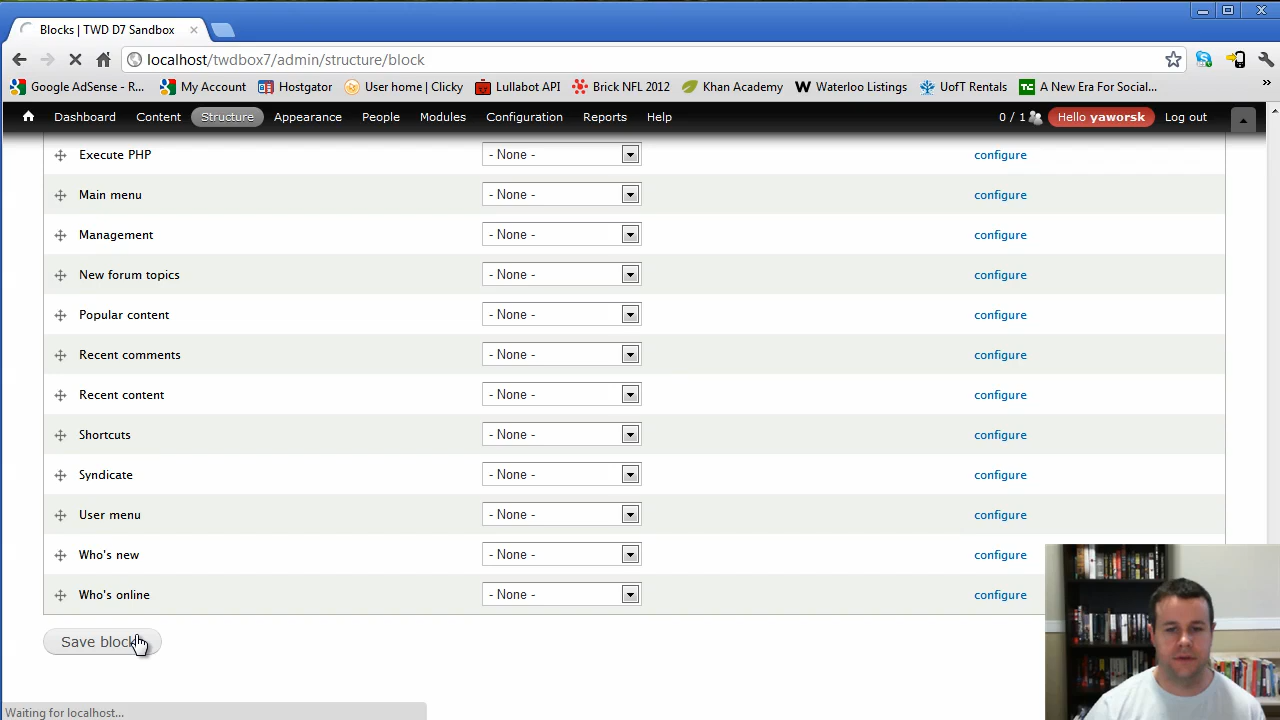 Blocks | TWD D7 Sandbox
localhost/twdbox7/admin/structure/block
Google AdSense - R... My Account Hostgator User home | Clicky Lullabot API Brick NFL 2012 Khan Academy Waterloo Listings UofT Rentals A New Era For Social... »
Dashboard Content Structure Appearance People Modules Configuration Reports Help 0 / 1 Hello yaworsk Log out
Execute PHP - None - configure
Main menu - None - configure
Management - None - configure
New forum topics - None - configure
Popular content - None - configure
Recent comments - None - configure
Recent content - None - configure
Shortcuts - None - configure
Syndicate - None - configure
User menu - None - configure
Who's new - None - configure
Who's online - None - configure
Save block
Waiting for localhost...